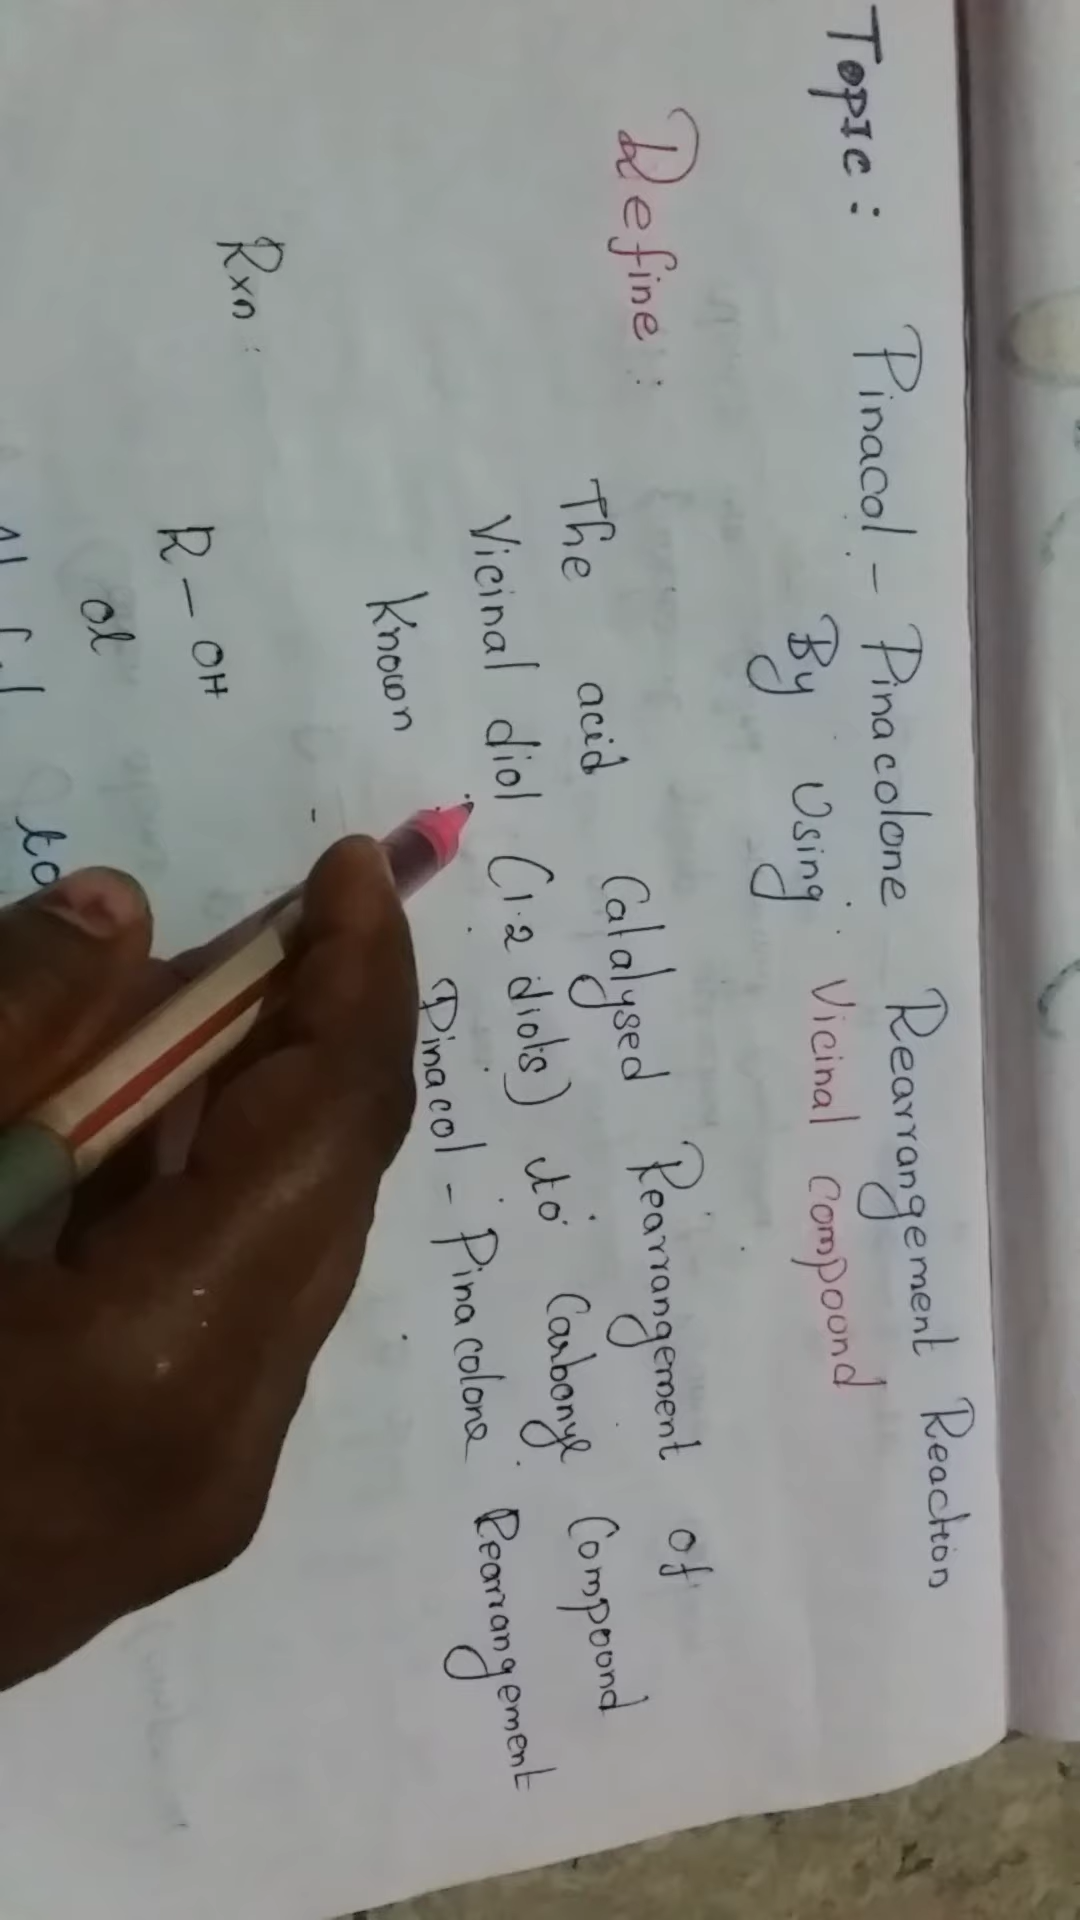 Topic: Pinacol - Pinacolone Rearrangement Reaction
By Using Vicinal compound
Define:
The acid Catalysed Rearrangement of
Vicinal diol (1.2 diols) to Carbonyl Compound
Known Pinacol - Pinacolone Rearrangement
Rxn:
R-OH
ol
to